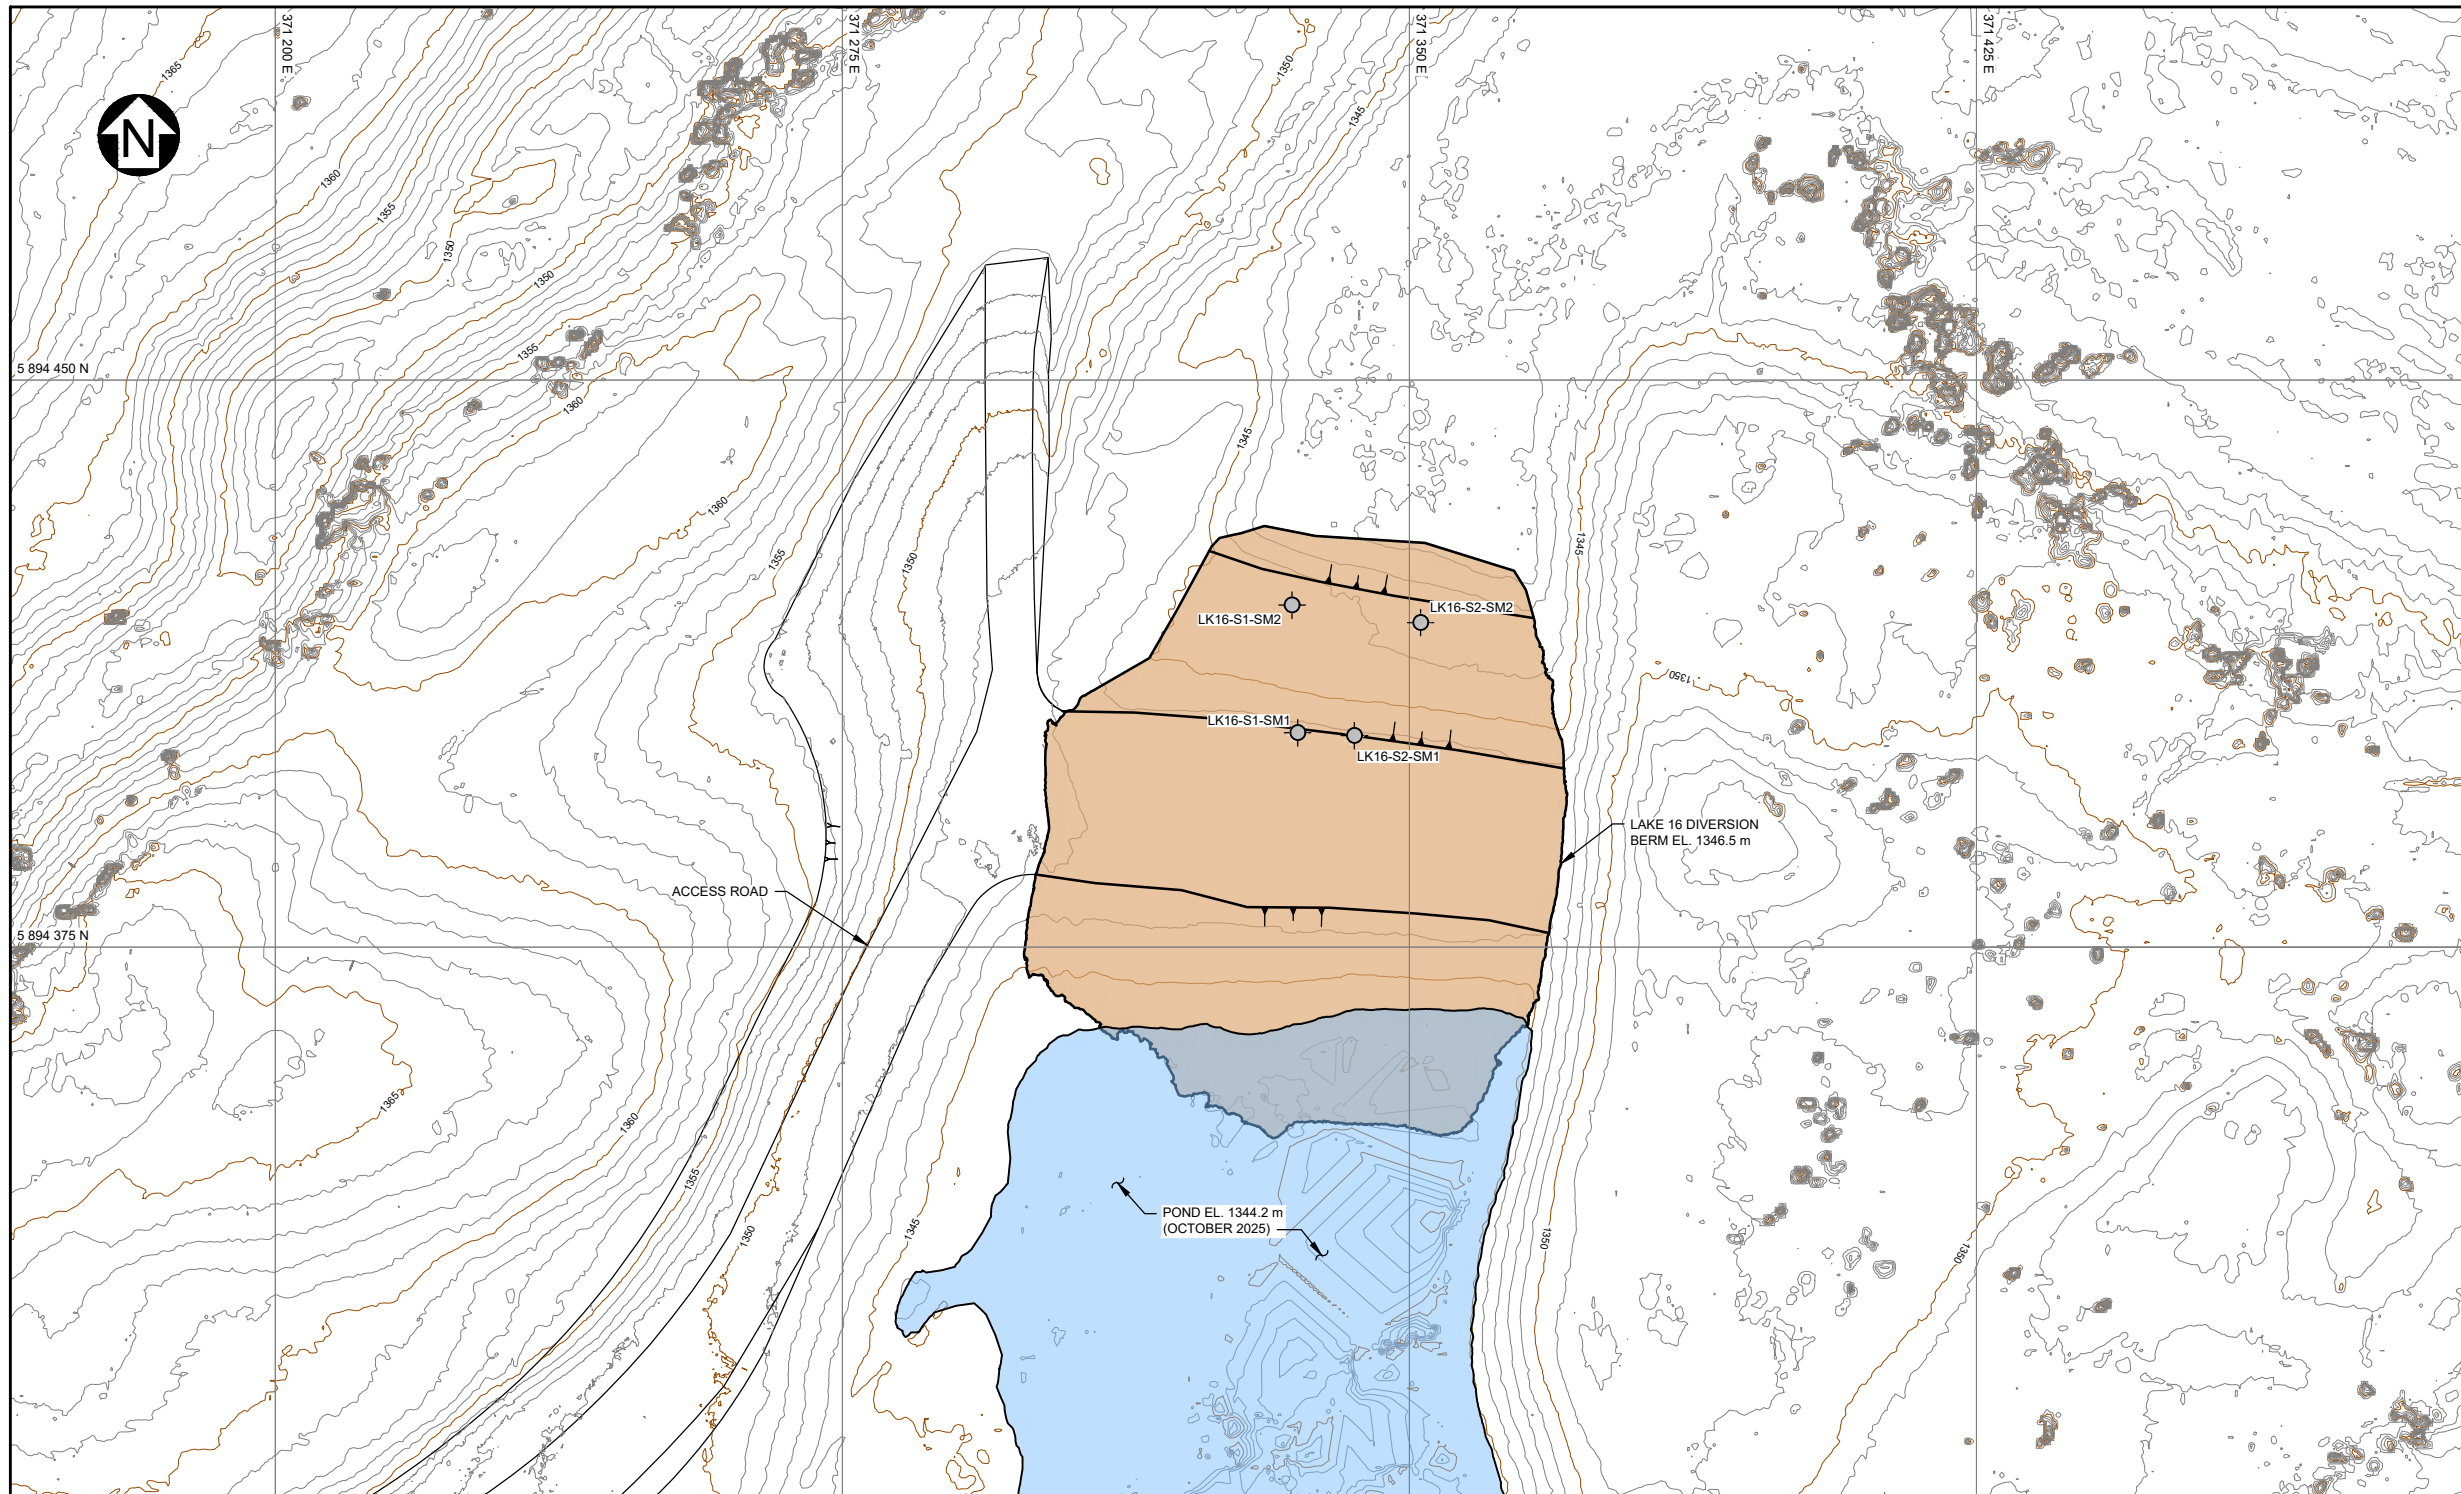 371 200 E
371 275 E
371 350 E
371 425 E
1365
1350
1345
N
1360
1355
1350
1350
1355
5 894 450 N
1360
1345
1360
1355
1350
1345
LK16-S1-SM2
LK16-S2-SM2
1350
LK16-S1-SM1
LK16-S2-SM1
LAKE 16 DIVERSION
BERM EL. 1346.5 m
ACCESS ROAD
5 894 375 N
1365
1360
1355
1350
1345
POND EL. 1344.2 m
(OCTOBER 2025)
1350
1350